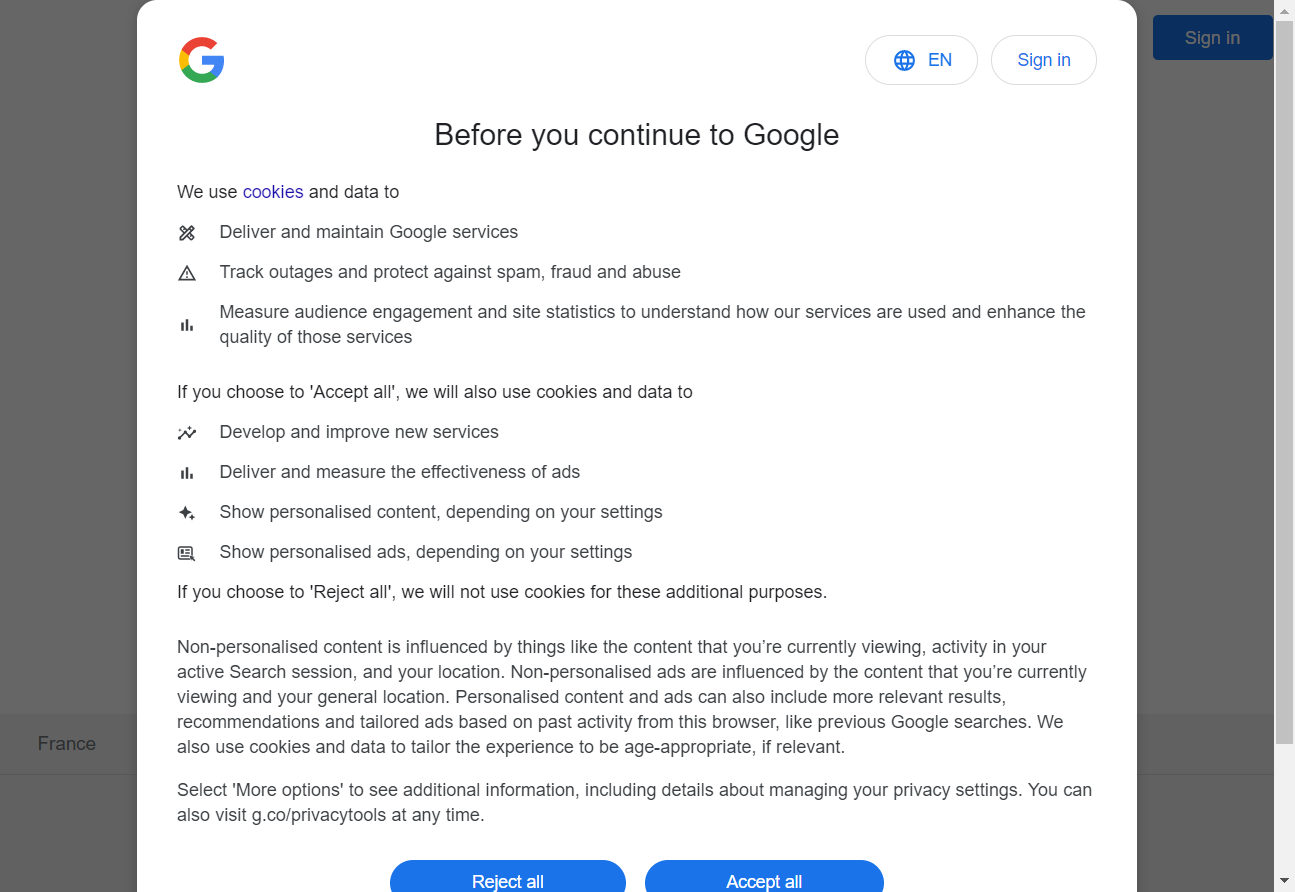 Sign in
EN
Sign in
Before you continue to Google
We use cookies and data to
Deliver and maintain Google services
Track outages and protect against spam, fraud and abuse
Measure audience engagement and site statistics to understand how our services are used and enhance the
quality of those services
If you choose to 'Accept all', we will also use cookies and data to
Develop and improve new services
Deliver and measure the effectiveness of ads
Show personalised content, depending on your settings
Show personalised ads, depending on your settings
If you choose to 'Reject all', we will not use cookies for these additional purposes.
Non-personalised content is influenced by things like the content that you’re currently viewing, activity in your
active Search session, and your location. Non-personalised ads are influenced by the content that you’re currently
viewing and your general location. Personalised content and ads can also include more relevant results,
recommendations and tailored ads based on past activity from this browser, like previous Google searches. We
also use cookies and data to tailor the experience to be age-appropriate, if relevant.
France
Select 'More options' to see additional information, including details about managing your privacy settings. You can
also visit g.co/privacytools at any time.
Reject all
Accept all